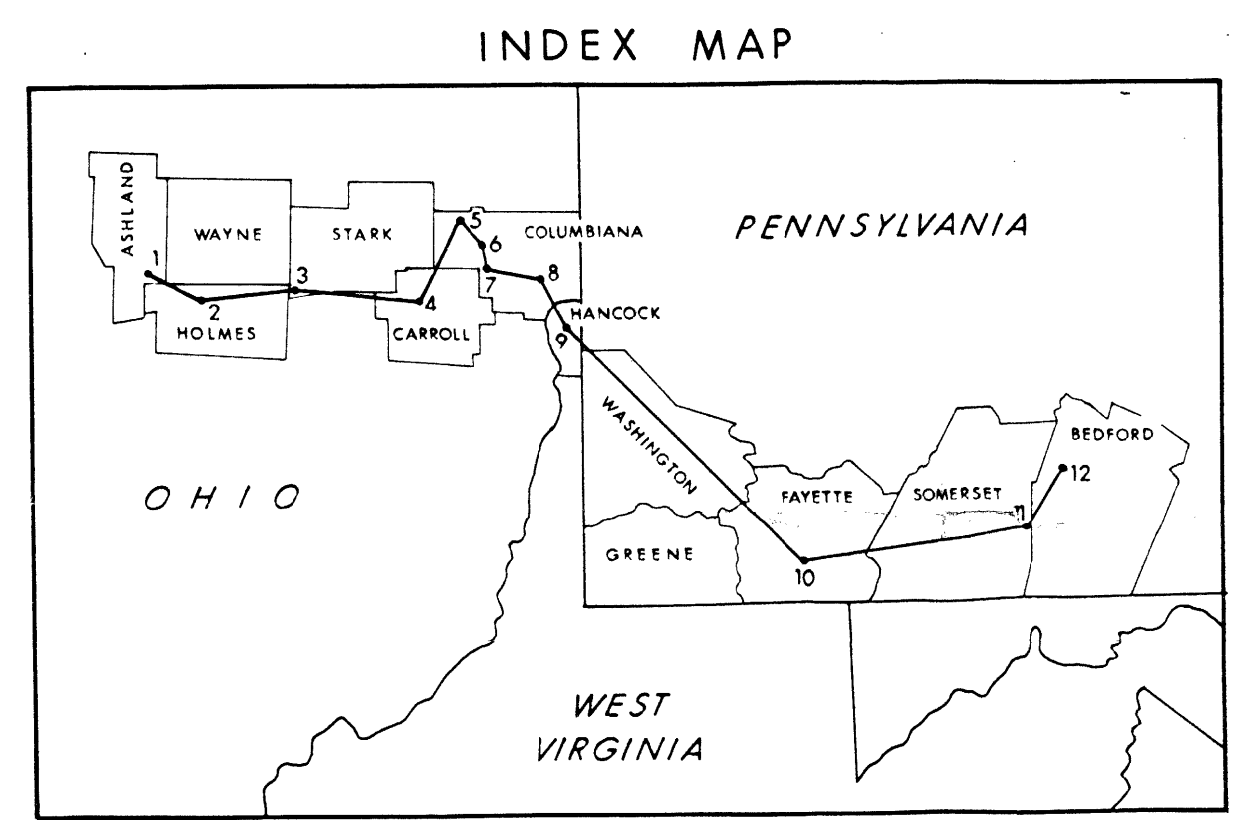 INDEX MAP
ASHLAND
WAYNE
STARK
COLUMBIANA
PENNSYLVANIA
1
2
3
4
5
6
7
8
HOLMES
CARROLL
HANCOCK
9
WASHINGTON
BEDFORD
12
OHIO
FAYETTE
SOMERSET
11
GREENE
10
WEST
VIRGINIA